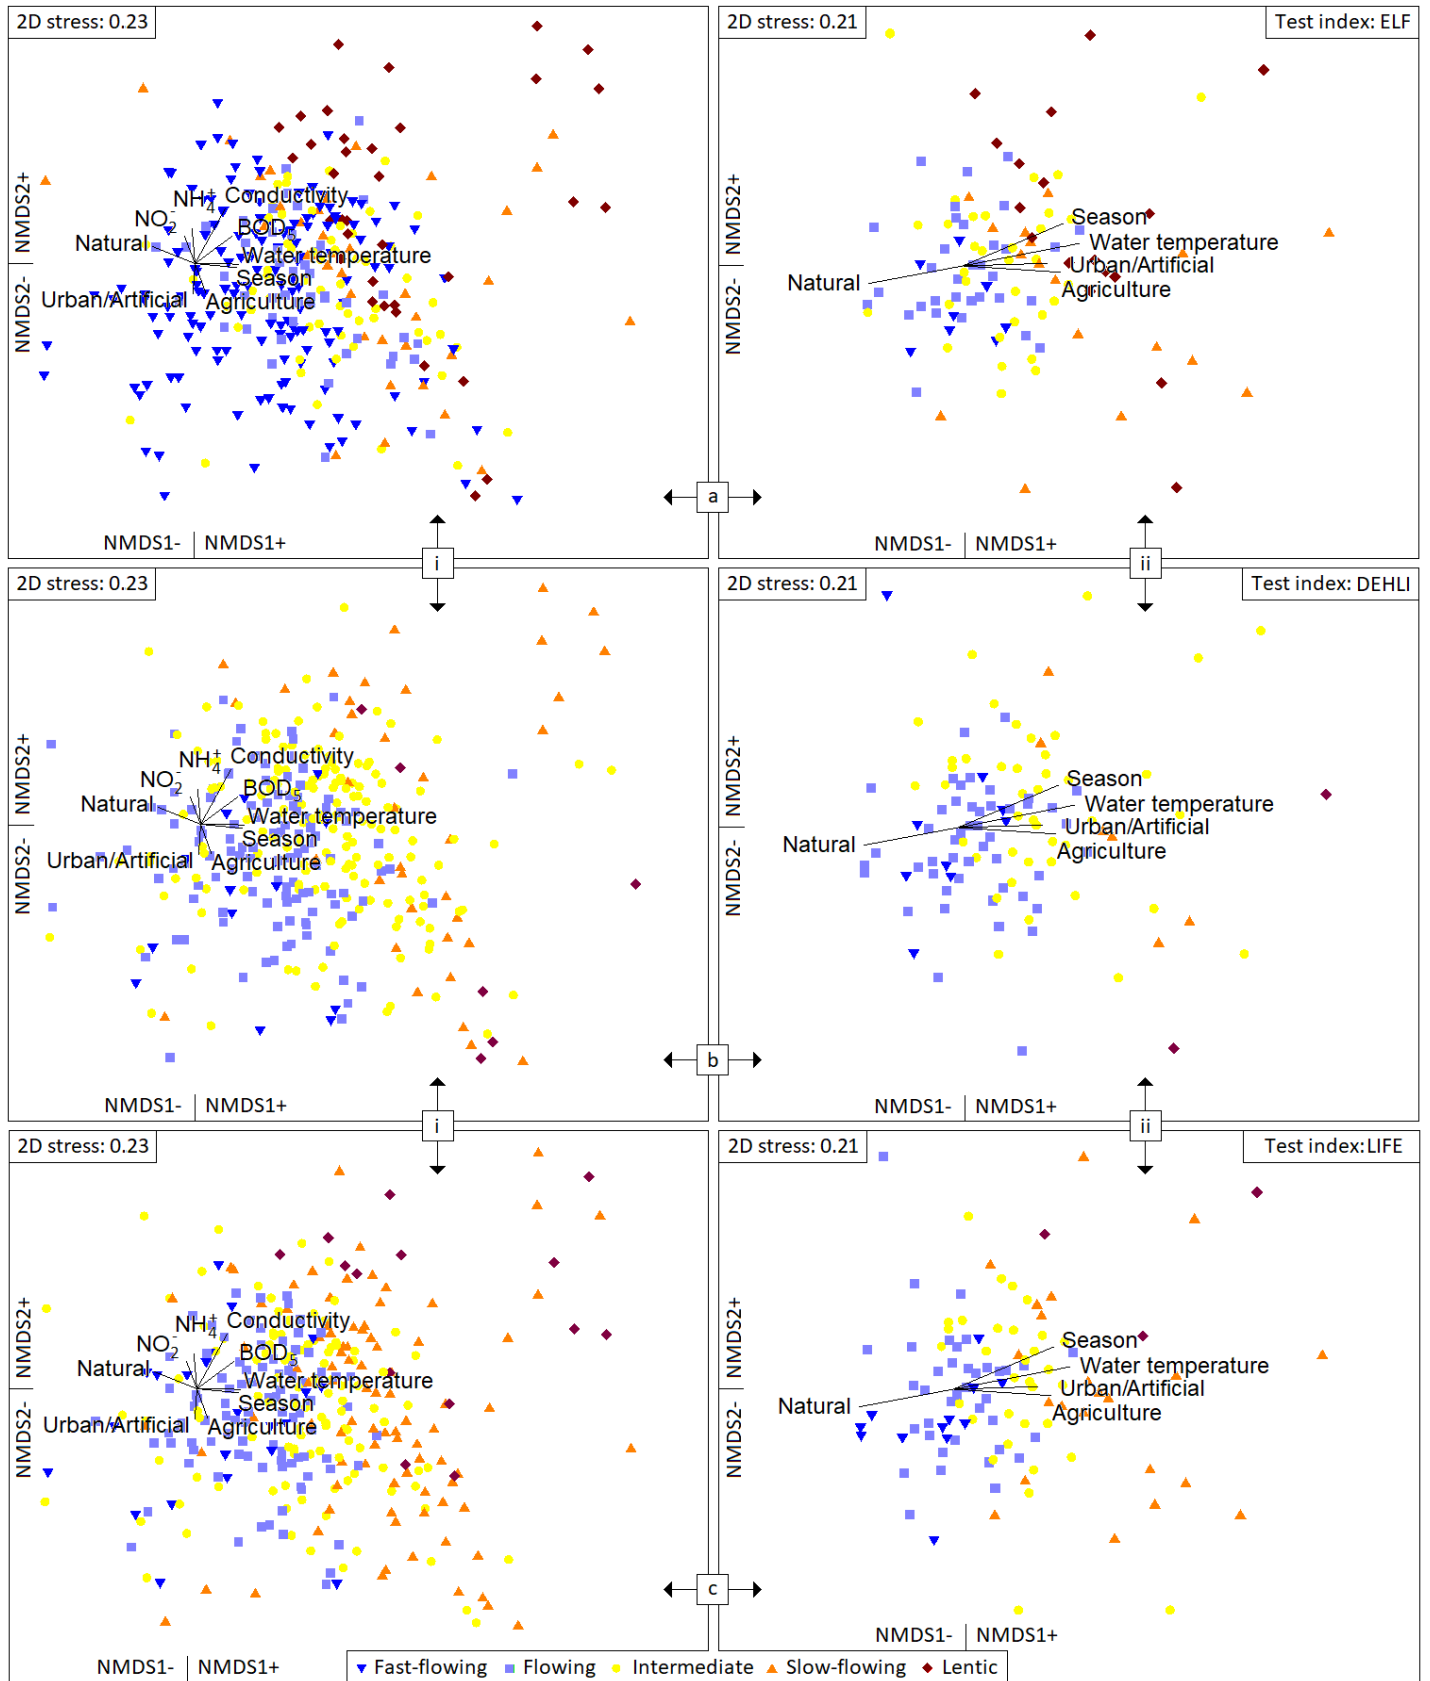 2D stress: 0.23
NMDS2+
NMDS2-
NH4+ Conductivity
NO2-
BOD5
Natural
Water temperature
Season
Urban/Artificial
Agriculture
NMDS1-
NMDS1+
2D stress: 0.21
Test index: ELF
NMDS2+
NMDS2-
Season
Water temperature
Urban/Artificial
Natural
Agriculture
a
NMDS1-
NMDS1+
i
ii
2D stress: 0.23
NMDS2+
NMDS2-
NH4+ Conductivity
NO2-
BOD5
Natural
Water temperature
Season
Urban/Artificial
Agriculture
NMDS1-
NMDS1+
2D stress: 0.21
Test index: DEHLI
NMDS2+
NMDS2-
Season
Water temperature
Urban/Artificial
Natural
Agriculture
b
NMDS1-
NMDS1+
i
ii
2D stress: 0.23
NMDS2+
NMDS2-
NH4+ Conductivity
NO2-
BOD5
Natural
Water temperature
Season
Urban/Artificial
Agriculture
NMDS1-
NMDS1+
2D stress: 0.21
Test index: LIFE
NMDS2+
NMDS2-
Season
Water temperature
Urban/Artificial
Natural
Agriculture
c
NMDS1-
NMDS1+
Fast-flowing Flowing Intermediate Slow-flowing Lentic